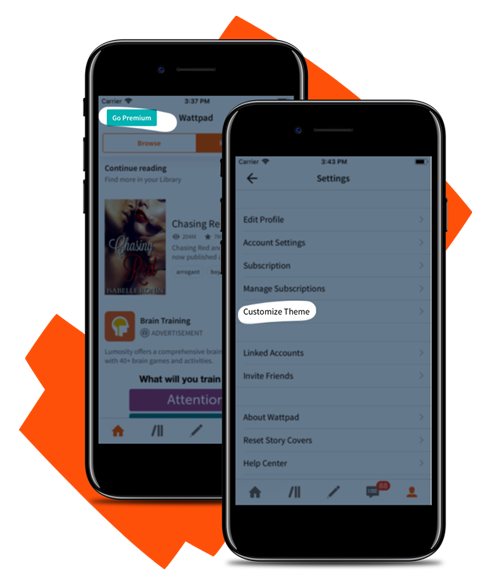 Carrier
3:37 PM
Go Premium
Wattpad
Browse
Continue reading
Find more in your Library
Chasing Re
204M
Chasing Red are
now published
arrogant
Chasing
Red
ISABELLE RONIN
Brain Training
ADVERTISEMENT
Lumosity offers a comprehensive brain
with 40+ brain games and activities.
What will you train
Attention
Carrier
3:43 PM
Settings
Edit Profile
Account Settings
Subscription
Manage Subscriptions
Customize Theme
Linked Accounts
Invite Friends
About Wattpad
Reset Story Covers
Help Center